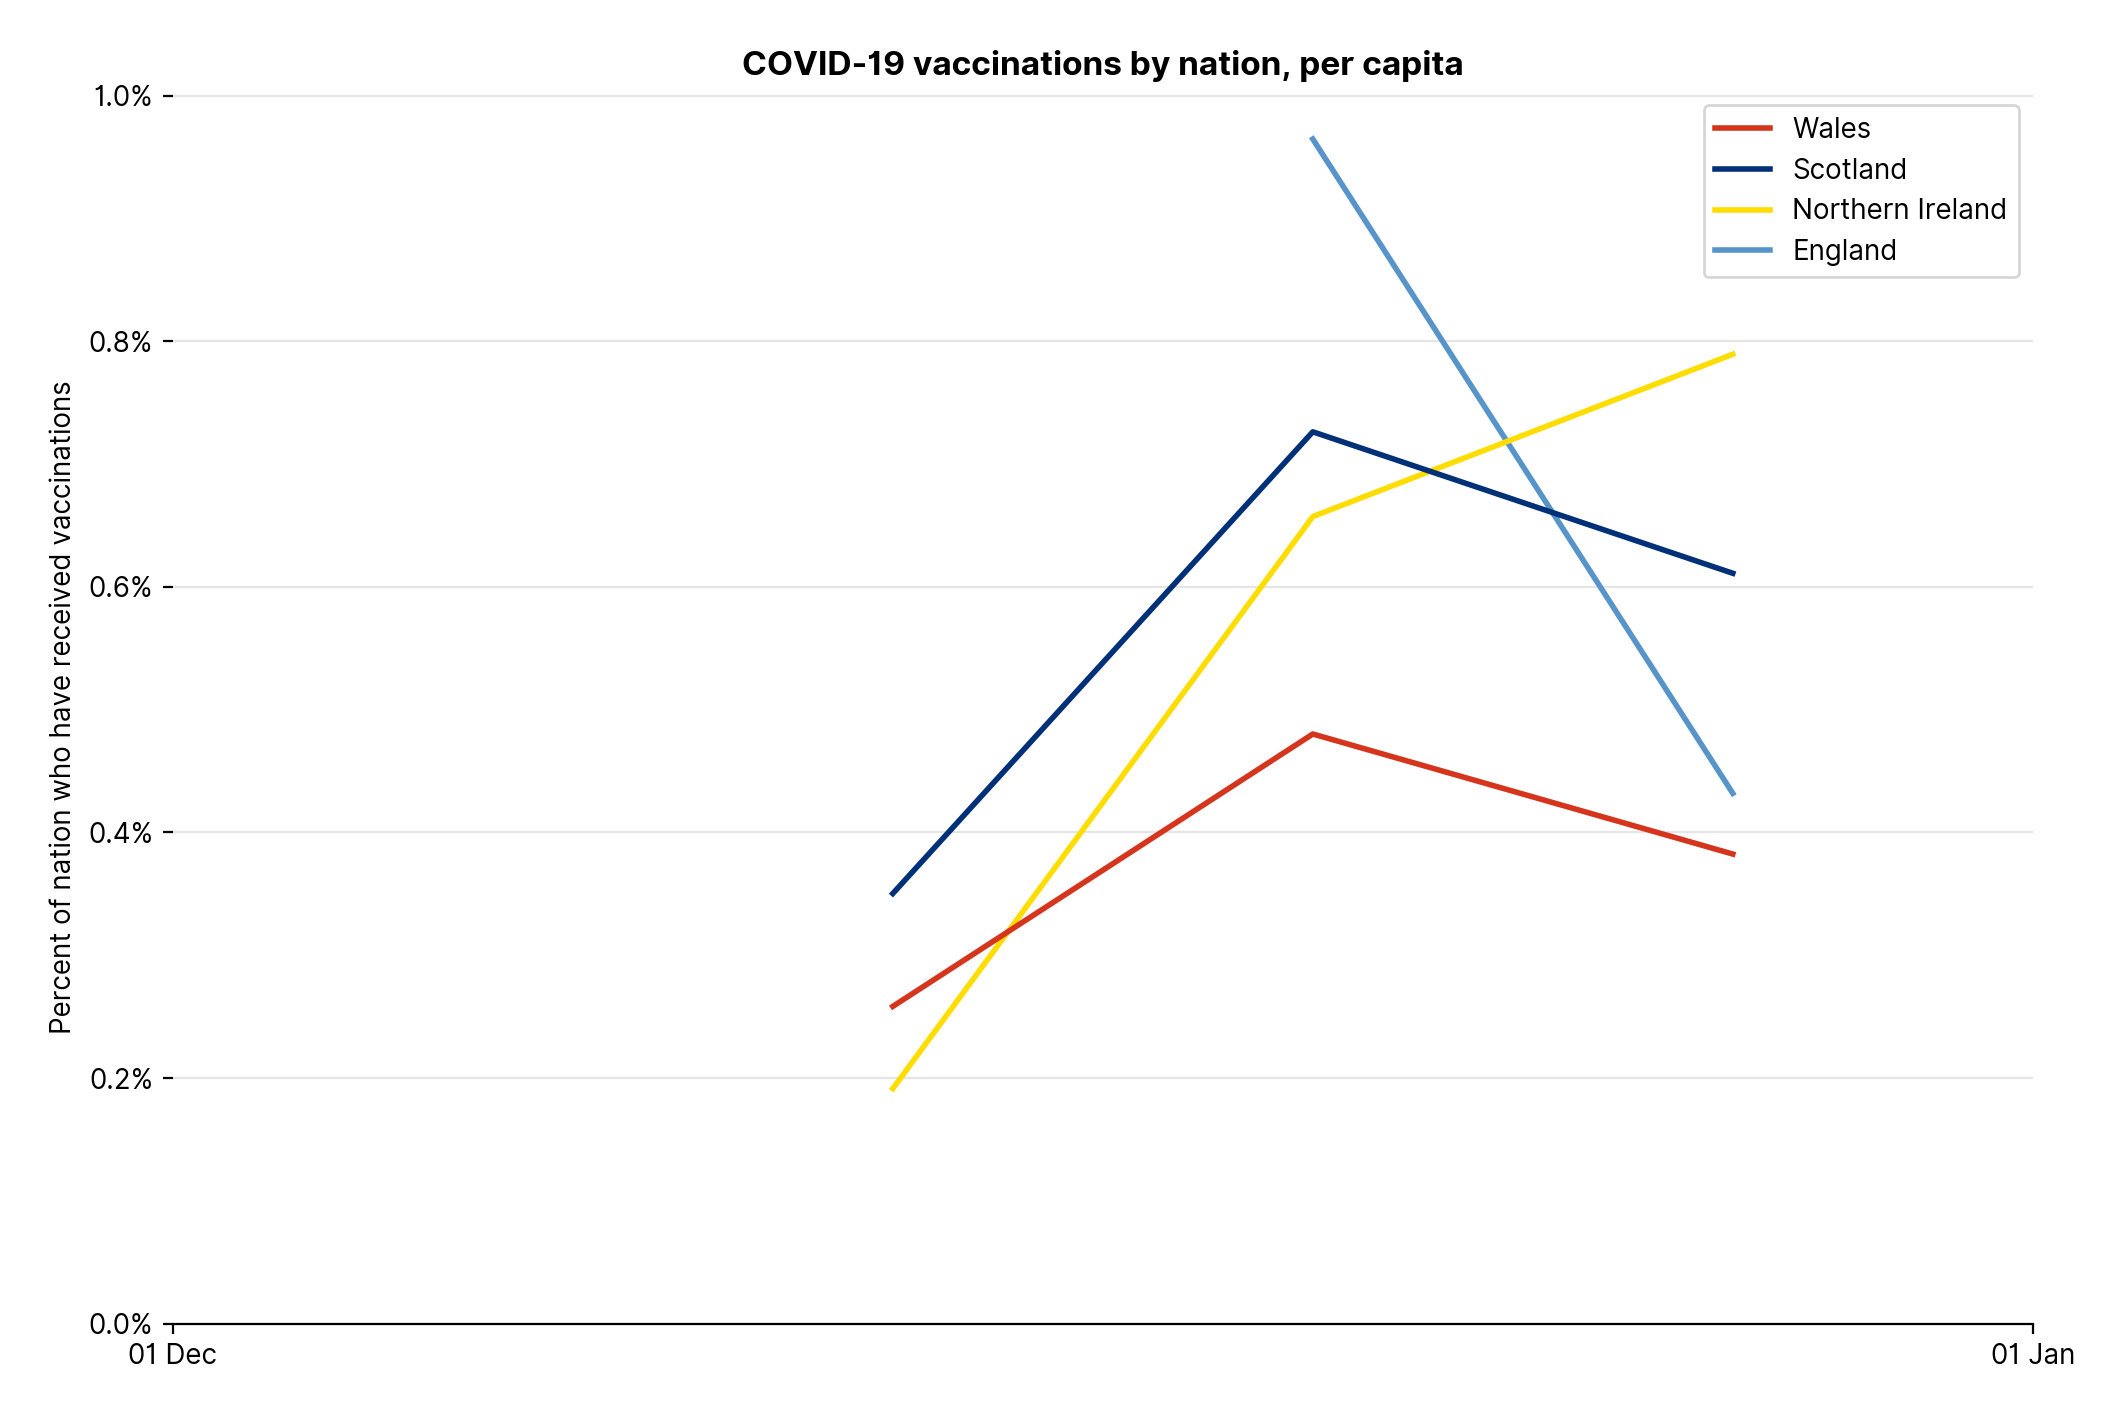 COVID-19 vaccinations by nation, per capita
Percent of nation who have received vaccinations
1.0%
0.8%
0.6%
0.4%
0.2%
0.0%
01 Dec
01 Jan
Wales
Scotland
Northern Ireland
England